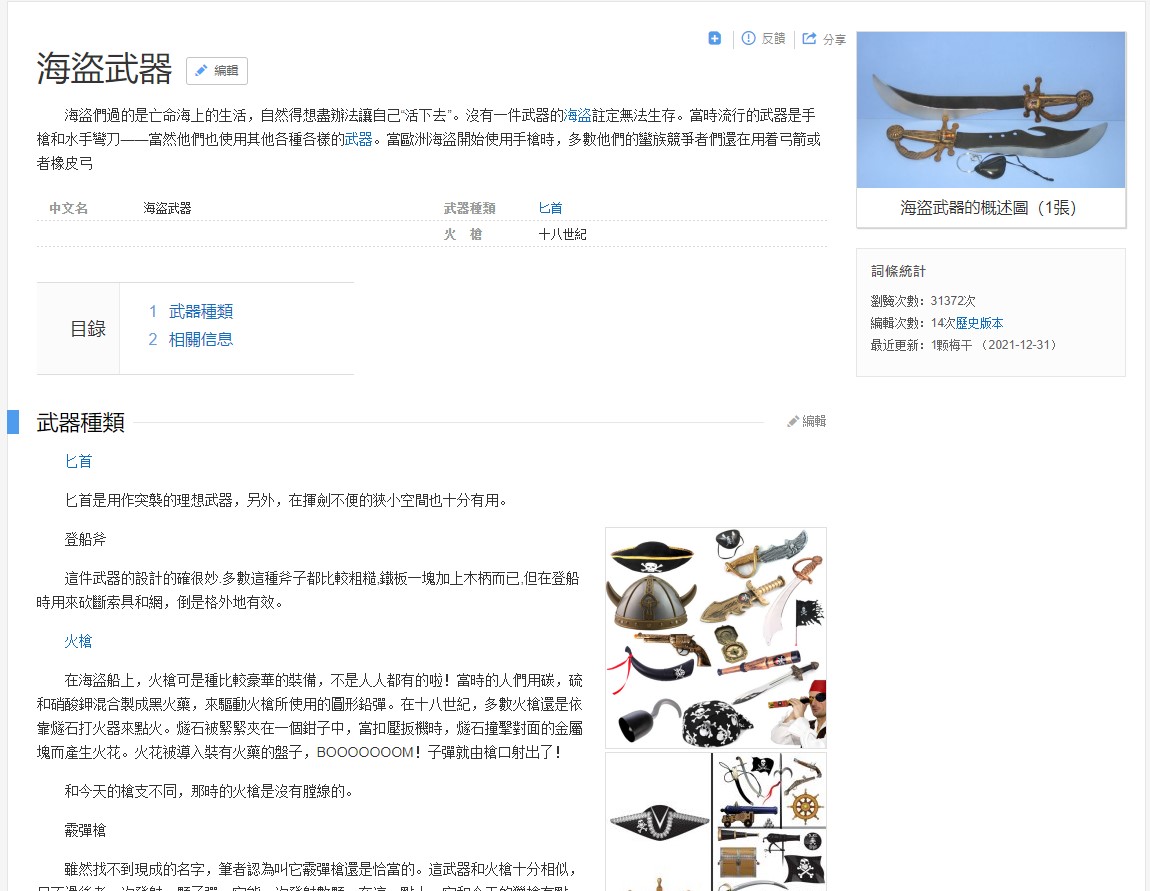 反饋
分享
海盜武器
編輯
海盜們過的是亡命海上的生活，自然得想盡辦法讓自己“活下去”。沒有一件武器的海盜註定無法生存。當時流行的武器是手
槍和水手彎刀——當然他們也使用其他各種各樣的武器。當歐洲海盜開始使用手槍時，多數他們的蠻族競爭者們還在用着弓箭或
者橡皮弓
中文名 海盜武器 武器種類 匕首
火 槍 十八世紀
海盜武器的概述圖（1張）
詞條統計
瀏覽次數：31372次
編輯次數：14次歷史版本
最近更新：1颗梅干 （2021-12-31）
目錄
1 武器種類
2 相關信息
武器種類
編輯
匕首
匕首是用作突襲的理想武器，另外，在揮劍不便的狹小空間也十分有用。
登船斧
這件武器的設計的確很妙.多數這種斧子都比較粗糙,鐵板一塊加上木柄而已,但在登船
時用來砍斷索具和網，倒是格外地有效。
火槍
在海盜船上，火槍可是種比較豪華的裝備，不是人人都有的啦！當時的人們用碳，硫
和硝酸鉀混合製成黑火藥，來驅動火槍所使用的圓形鉛彈。在十八世紀，多數火槍還是依
靠燧石打火器來點火。燧石被緊緊夾在一個鉗子中，當扣壓扳機時，燧石撞擊對面的金屬
塊而產生火花。火花被導入裝有火藥的盤子，BOOOOOOOM！子彈就由槍口射出了！
和今天的槍支不同，那時的火槍是沒有膛線的。
霰彈槍
雖然找不到現成的名字，筆者認為叫它霰彈槍還是恰當的。這武器和火槍十分相似，